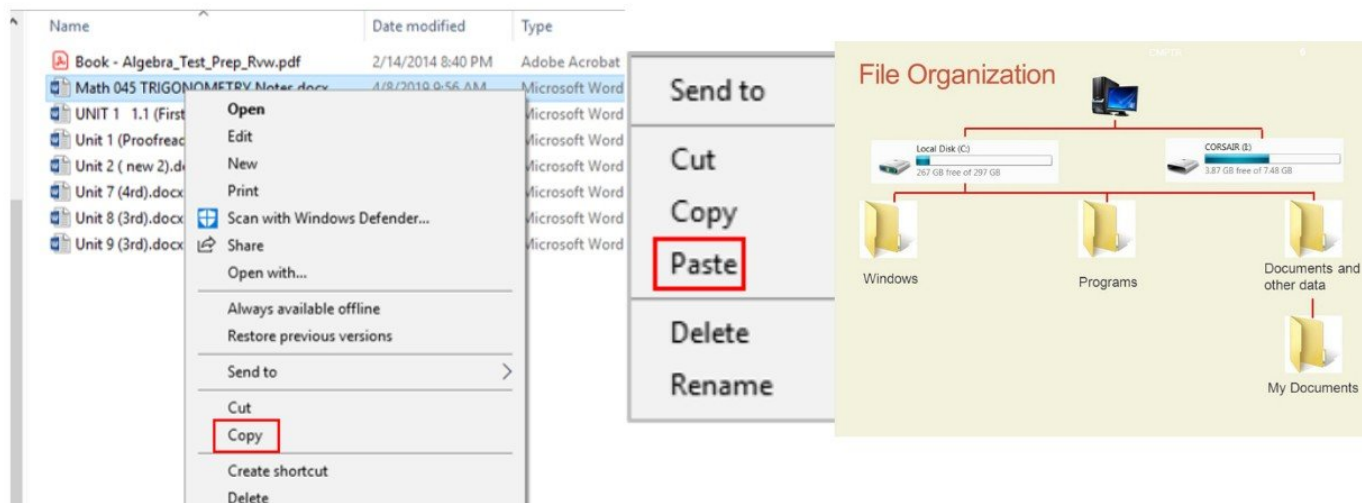 Name Date modified Type
Book - Algebra_Test_Prep_Rvw.pdf 2/14/2014 8:40 PM Adobe Acrobat
Math 045 TRIGONOMETRY Notes.docx 4/8/2019 9:56 AM Microsoft Word
UNIT 1 1.1 (First Microsoft Word
Unit 1 (Proofread Microsoft Word
Unit 2 ( new 2).d Microsoft Word
Unit 7 (4rd).docx Microsoft Word
Unit 8 (3rd).docx Microsoft Word
Unit 9 (3rd).docx Microsoft Word
Open
Edit
New
Print
Scan with Windows Defender...
Share
Open with...
Always available offline
Restore previous versions
Send to
Cut
Copy
Create shortcut
Delete
Send to
Cut
Copy
Paste
Delete
Rename
File Organization
Local Disk (C:)
267 GB free of 297 GB
CORSAIR (I:)
3.87 GB free of 7.48 GB
Windows
Programs
Documents and
other data
My Documents